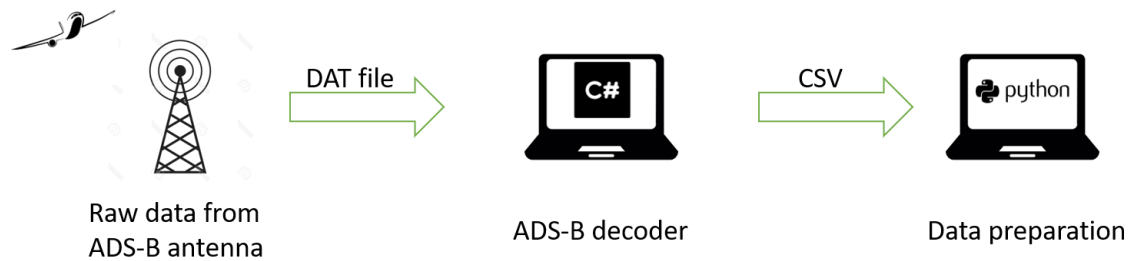 DAT file
C#
CSV
python
Raw data from
ADS-B antenna
ADS-B decoder
Data preparation